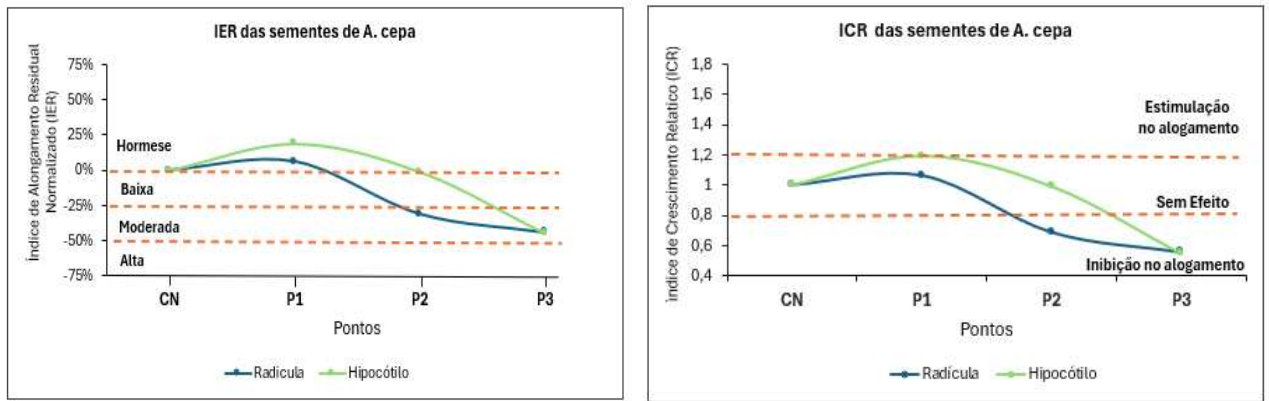 IER das sementes de A. cepa
Índice de Alongamento Residual
Normalizado (IER)
75%
50%
25%
0%
-25%
-50%
-75%
Hormese
Baixa
Moderada
Alta
CN P1 P2 P3
Pontos
Radicula Hipocótilo
ICR das sementes de A. cepa
Índice de Crescimento Relatico (ICR)
1,8
1,6
1,4
1,2
1
0,8
0,6
0,4
Estimulação
no alogamento
Sem Efeito
Inibição no alogamento
CN P1 P2 P3
Pontos
Radícula Hipocótilo